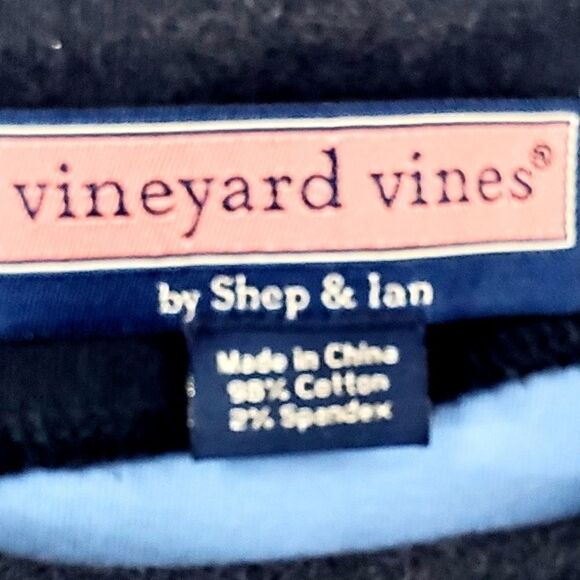 vineyard vines®
by Shep & Ian
Made in China
98% Cotton
2% Spandex